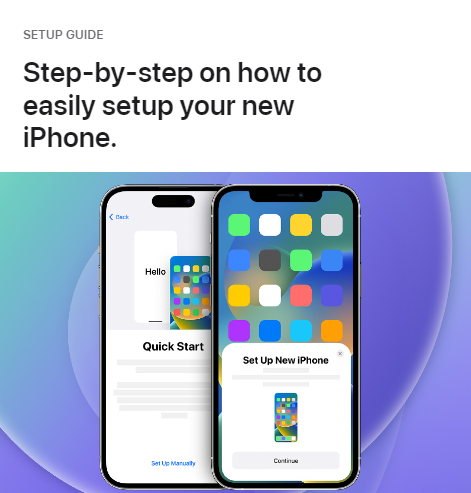 SETUP GUIDE
Step-by-step on how to
easily setup your new
iPhone.
Back
Hello
Quick Start
Set Up Manually
Set Up New iPhone
Continue